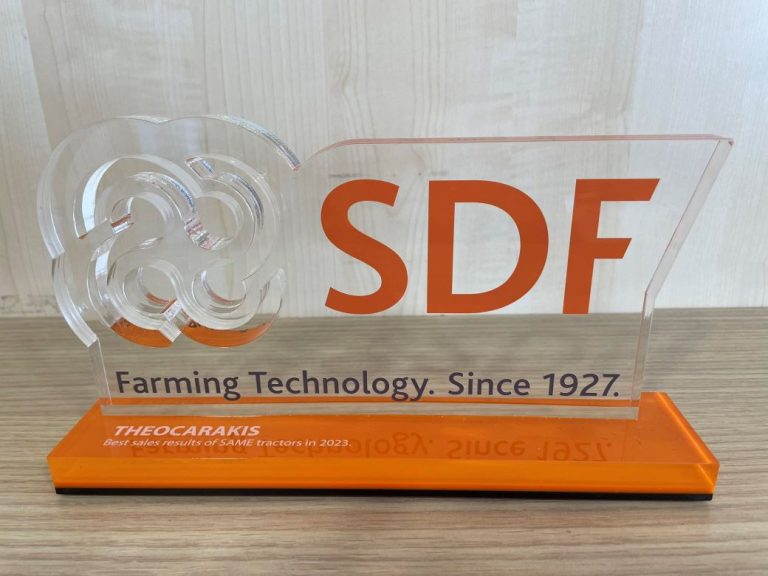 SDF
Farming Technology. Since 1927.
THEOCARAKIS
Best sales results of SAME tractors in 2023.